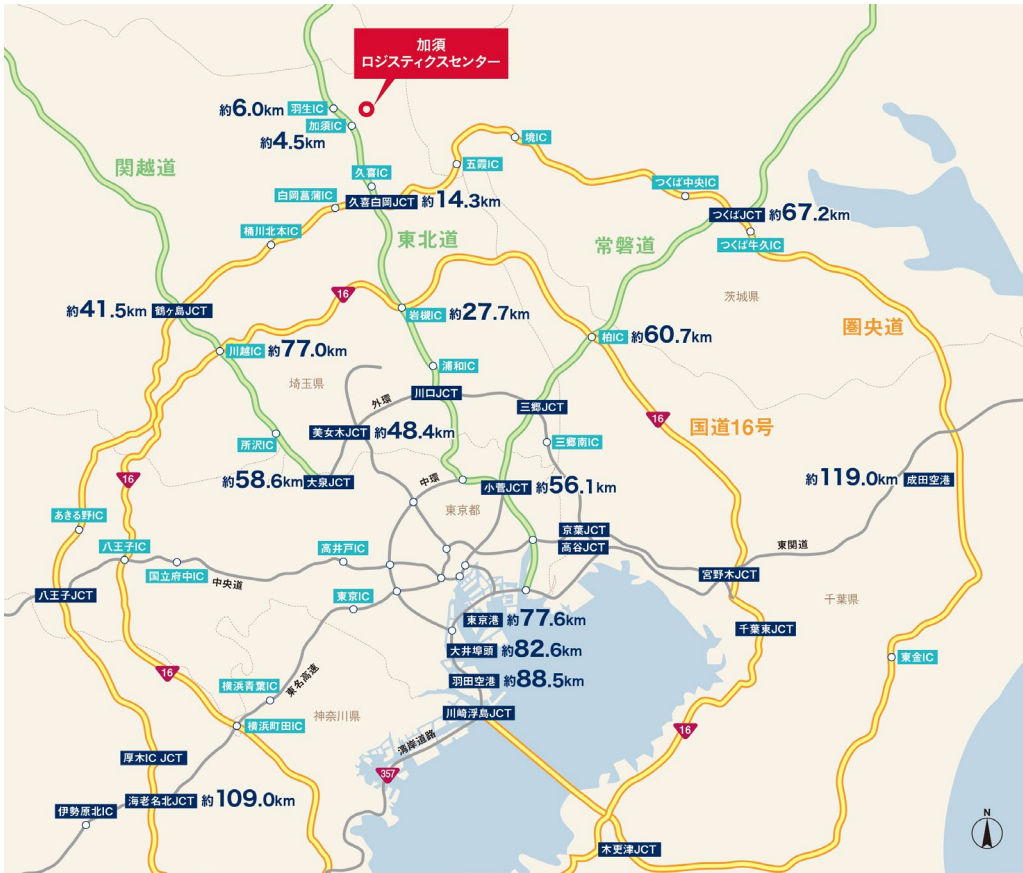 加須
ロジスティクスセンター
約6.0km 羽生IC
加須IC
約4.5km
関越道
久喜IC
五霞IC
境IC
白岡菖蒲IC
久喜白岡JCT 約14.3km
つくば中央IC
つくばJCT 約67.2km
つくば牛久IC
桶川北本IC
東北道
常磐道
16
茨城県
約41.5km 鶴ヶ島JCT
岩槻IC 約27.7km
圏央道
川越IC 約77.0km
柏IC 約60.7km
浦和IC
埼玉県
川口JCT
外環
三郷JCT
16
国道16号
美女木JCT 約48.4km
三郷南IC
所沢IC
約58.6km 大泉JCT
中環
小菅JCT 約56.1km
約119.0km 成田空港
16
東京都
あきる野IC
京葉JCT
高谷JCT
東関道
八王子IC
高井戸IC
国立府中IC
中央道
宮野木JCT
八王子JCT
東京IC
千葉県
東京港 約77.6km
千葉東JCT
大井埠頭 約82.6km
東金IC
16
羽田空港 約88.5km
横浜青葉IC
東名高速
川崎浮島JCT
神奈川県
横浜町田IC
16
湾岸道路
厚木IC JCT
357
海老名北JCT 約109.0km
伊勢原北IC
木更津JCT
N